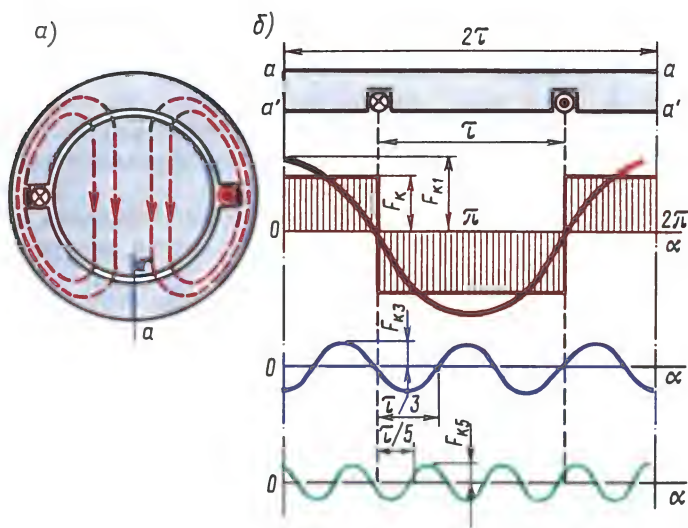 а)
a
б)
2τ
a a
a' a'
τ
F_к F_к1
0 π 2π
α
F_к3
0 α
τ/3
τ/5 F_к5
0 α